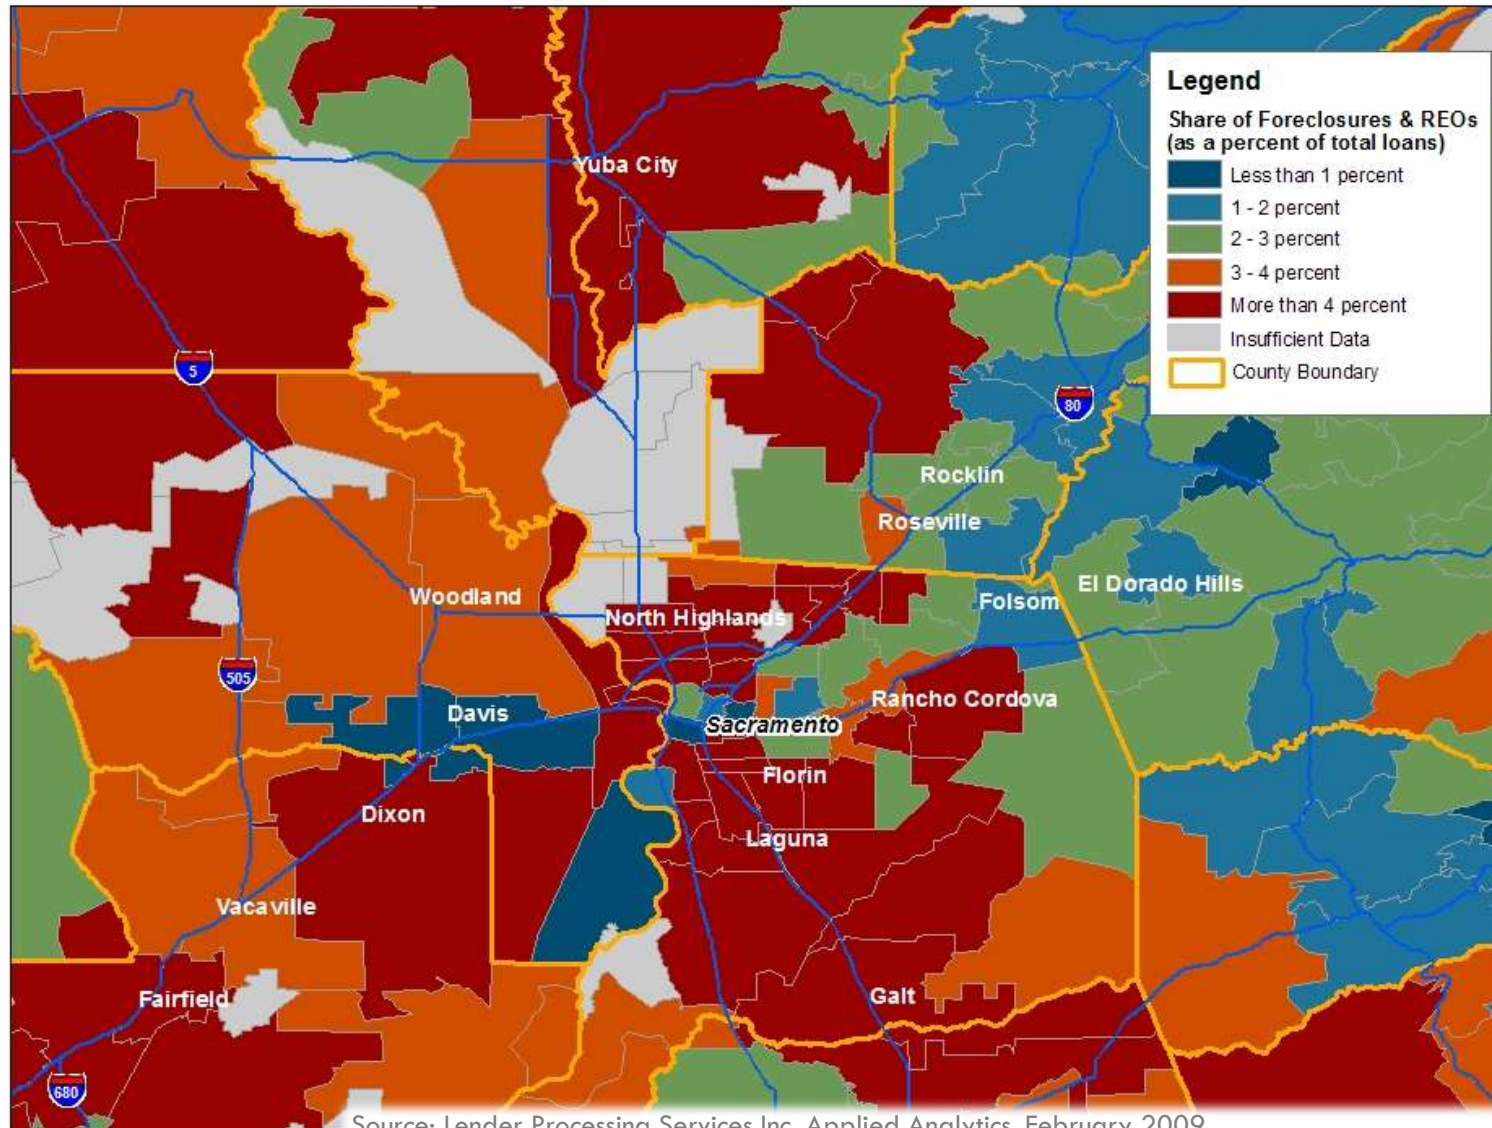 Legend
Share of Foreclosures & REOs
(as a percent of total loans)
Less than 1 percent
1 - 2 percent
2 - 3 percent
3 - 4 percent
More than 4 percent
Insufficient Data
County Boundary
Yuba City
5
80
Rocklin
Roseville
El Dorado Hills
Woodland
Folsom
North Highlands
505
Rancho Cordova
Davis
Sacramento
Florin
Dixon
Laguna
Vacaville
Fairfield
Galt
680
Source: Lender Processing Services Inc. Applied Analytics, February 2009